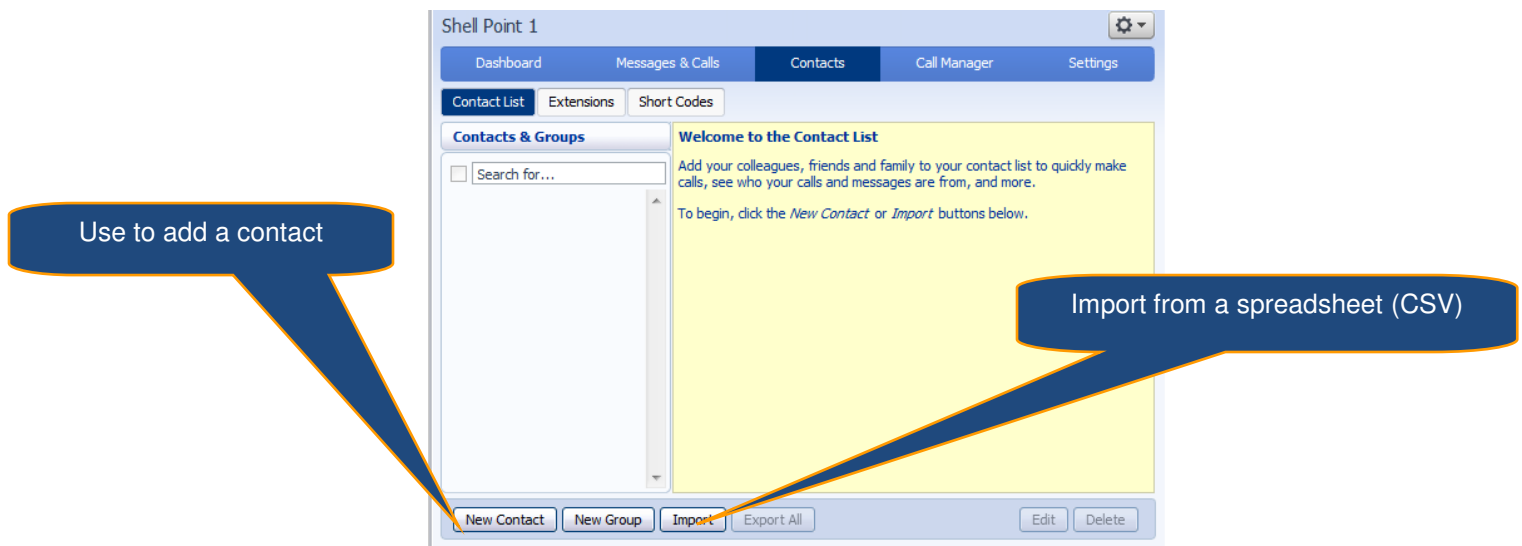 Shell Point 1
Dashboard Messages & Calls Contacts Call Manager Settings
Contact List Extensions Short Codes
Contacts & Groups
Search for...
Welcome to the Contact List
Add your colleagues, friends and family to your contact list to quickly make
calls, see who your calls and messages are from, and more.
To begin, click the New Contact or Import buttons below.
Use to add a contact
Import from a spreadsheet (CSV)
New Contact New Group Import Export All Edit Delete